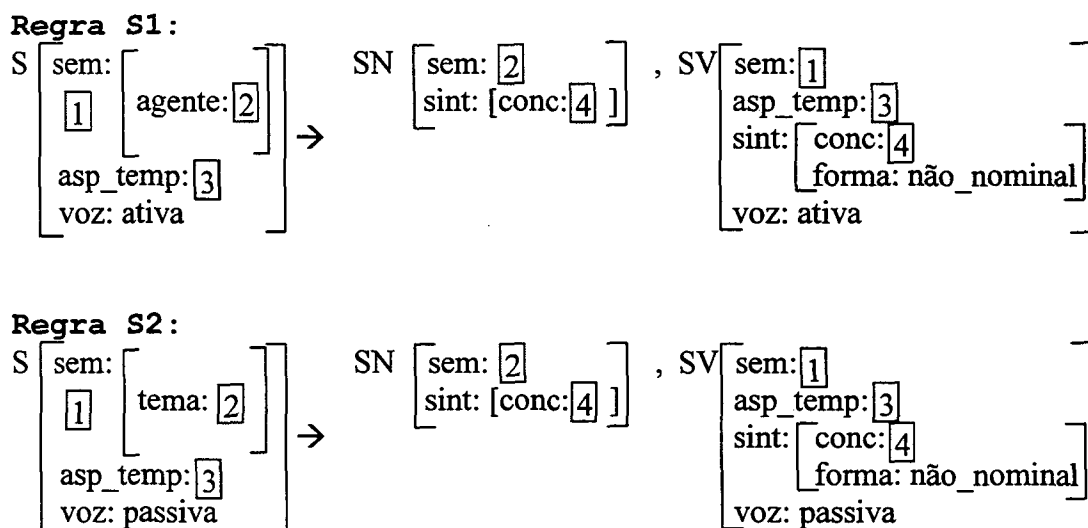 Regra S1:
S [ sem: [ agente: 2 ] → SN [ sem: 2 , SV [ sem: 1
1
sint: [conc: 4 ] ]
asp_temp: 3
voz: ativa
asp_temp: 3
sint: [ conc: 4
forma: não_nominal ]
voz: ativa ]
Regra S2:
S [ sem: [ tema: 2 ] → SN [ sem: 2 , SV [ sem: 1
1
sint: [conc: 4 ] ]
asp_temp: 3
voz: passiva
asp_temp: 3
sint: [ conc: 4
forma: não_nominal ]
voz: passiva